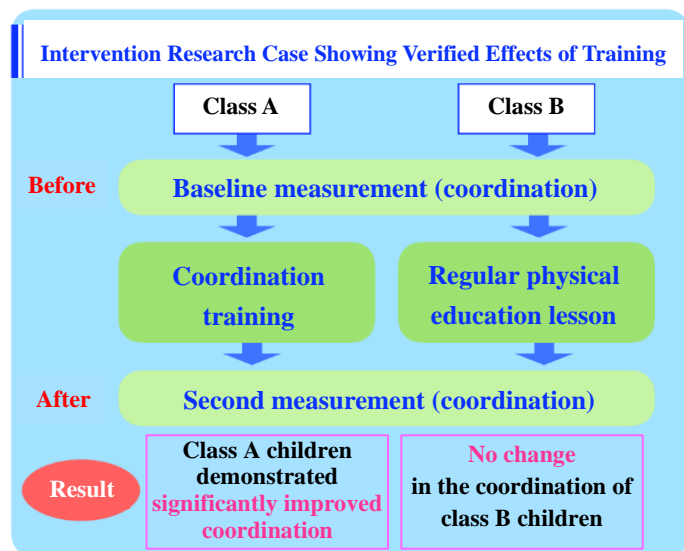 Intervention Research Case Showing Verified Effects of Training
Class A
Class B
Before
Baseline measurement (coordination)
Coordination
training
Regular physical
education lesson
After
Second measurement (coordination)
Result
Class A children
demonstrated
significantly improved
coordination
No change
in the coordination of
class B children